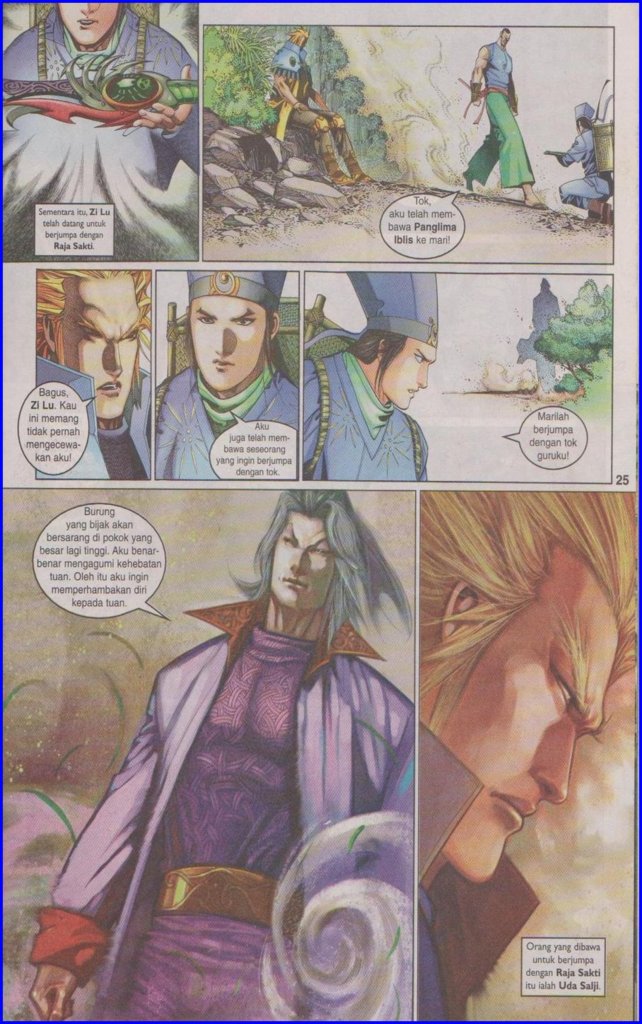 Sementara itu, Zi Lu
telah datang untuk
berjumpa dengan
Raja Sakti.
Tok,
aku telah mem-
bawa Panglima
Iblis ke mari!
Bagus,
Zi Lu. Kau
ini memang
tidak pernah
mengecewa-
kan aku!
Aku
juga telah mem-
bawa seseorang
yang ingin berjumpa
dengan tok.
Marilah
berjumpa
dengan tok
guruku!
25
Burung
yang bijak akan
bersarang di pokok yang
besar lagi tinggi. Aku benar-
benar mengagumi kehebatan
tuan. Oleh itu aku ingin
memperhambakan diri
kepada tuan.
Orang yang dibawa
untuk berjumpa
dengan Raja Sakti
itu ialah Uda Salji.